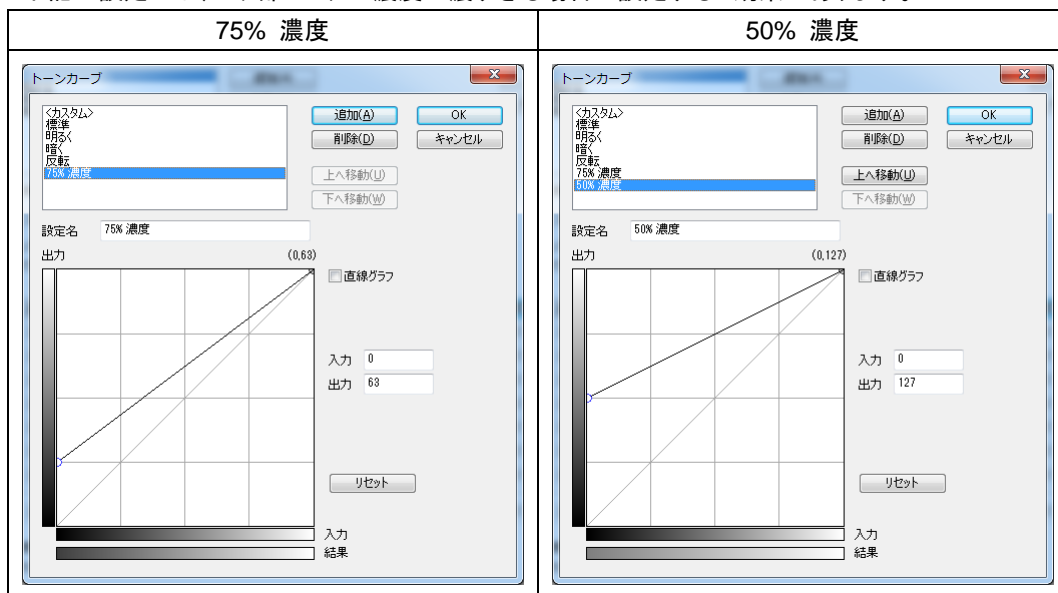 75% 濃度
50% 濃度
トーンカーブ
<カスタム>
標準
明るく
暗く
反転
75% 濃度
追加(A)
OK
削除(D)
キャンセル
上へ移動(U)
下へ移動(W)
設定名 75% 濃度
出力 (0,63)
直線グラフ
入力 0
出力 63
リセット
入力
結果
トーンカーブ
<カスタム>
標準
明るく
暗く
反転
75% 濃度
50% 濃度
追加(A)
OK
削除(D)
キャンセル
上へ移動(U)
下へ移動(W)
設定名 50% 濃度
出力 (0,127)
直線グラフ
入力 0
出力 127
リセット
入力
結果